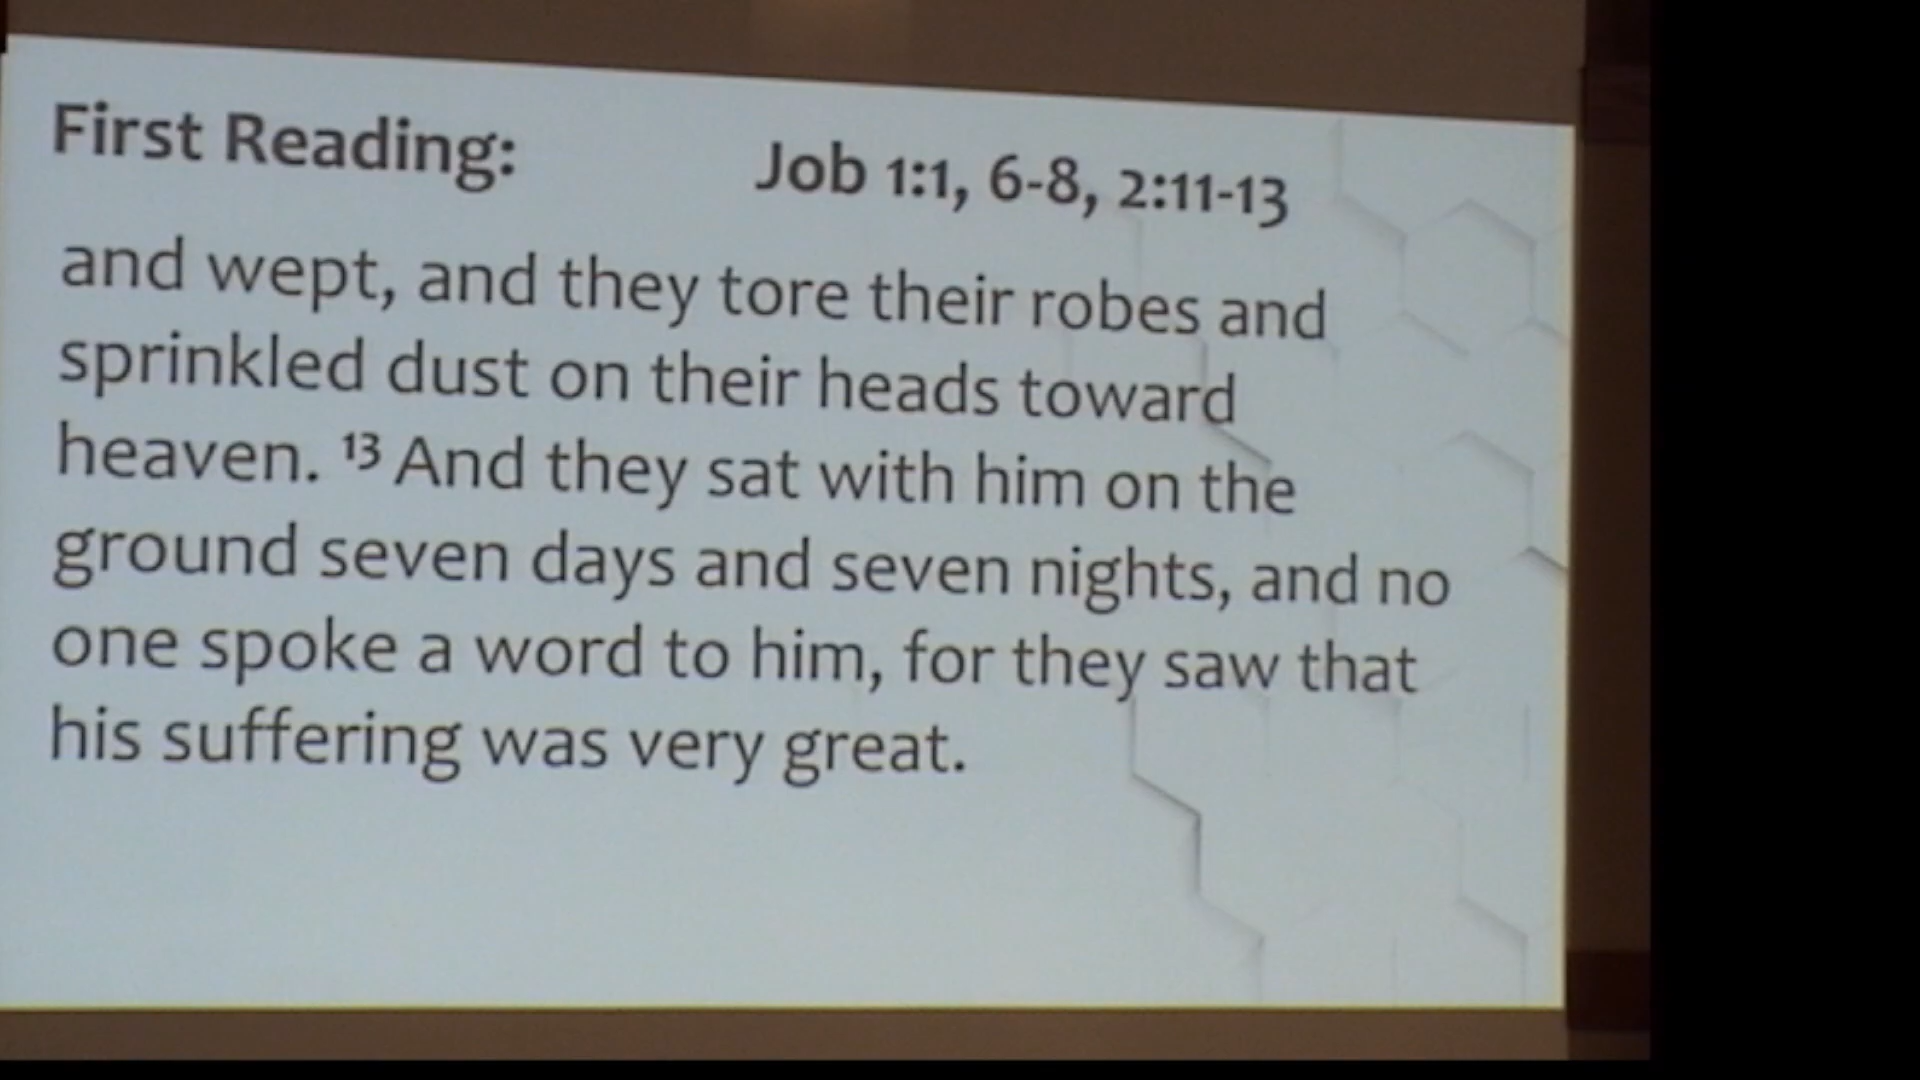 First Reading: Job 1:1, 6-8, 2:11-13
and wept, and they tore their robes and
sprinkled dust on their heads toward
heaven. ¹³ And they sat with him on the
ground seven days and seven nights, and no
one spoke a word to him, for they saw that
his suffering was very great.